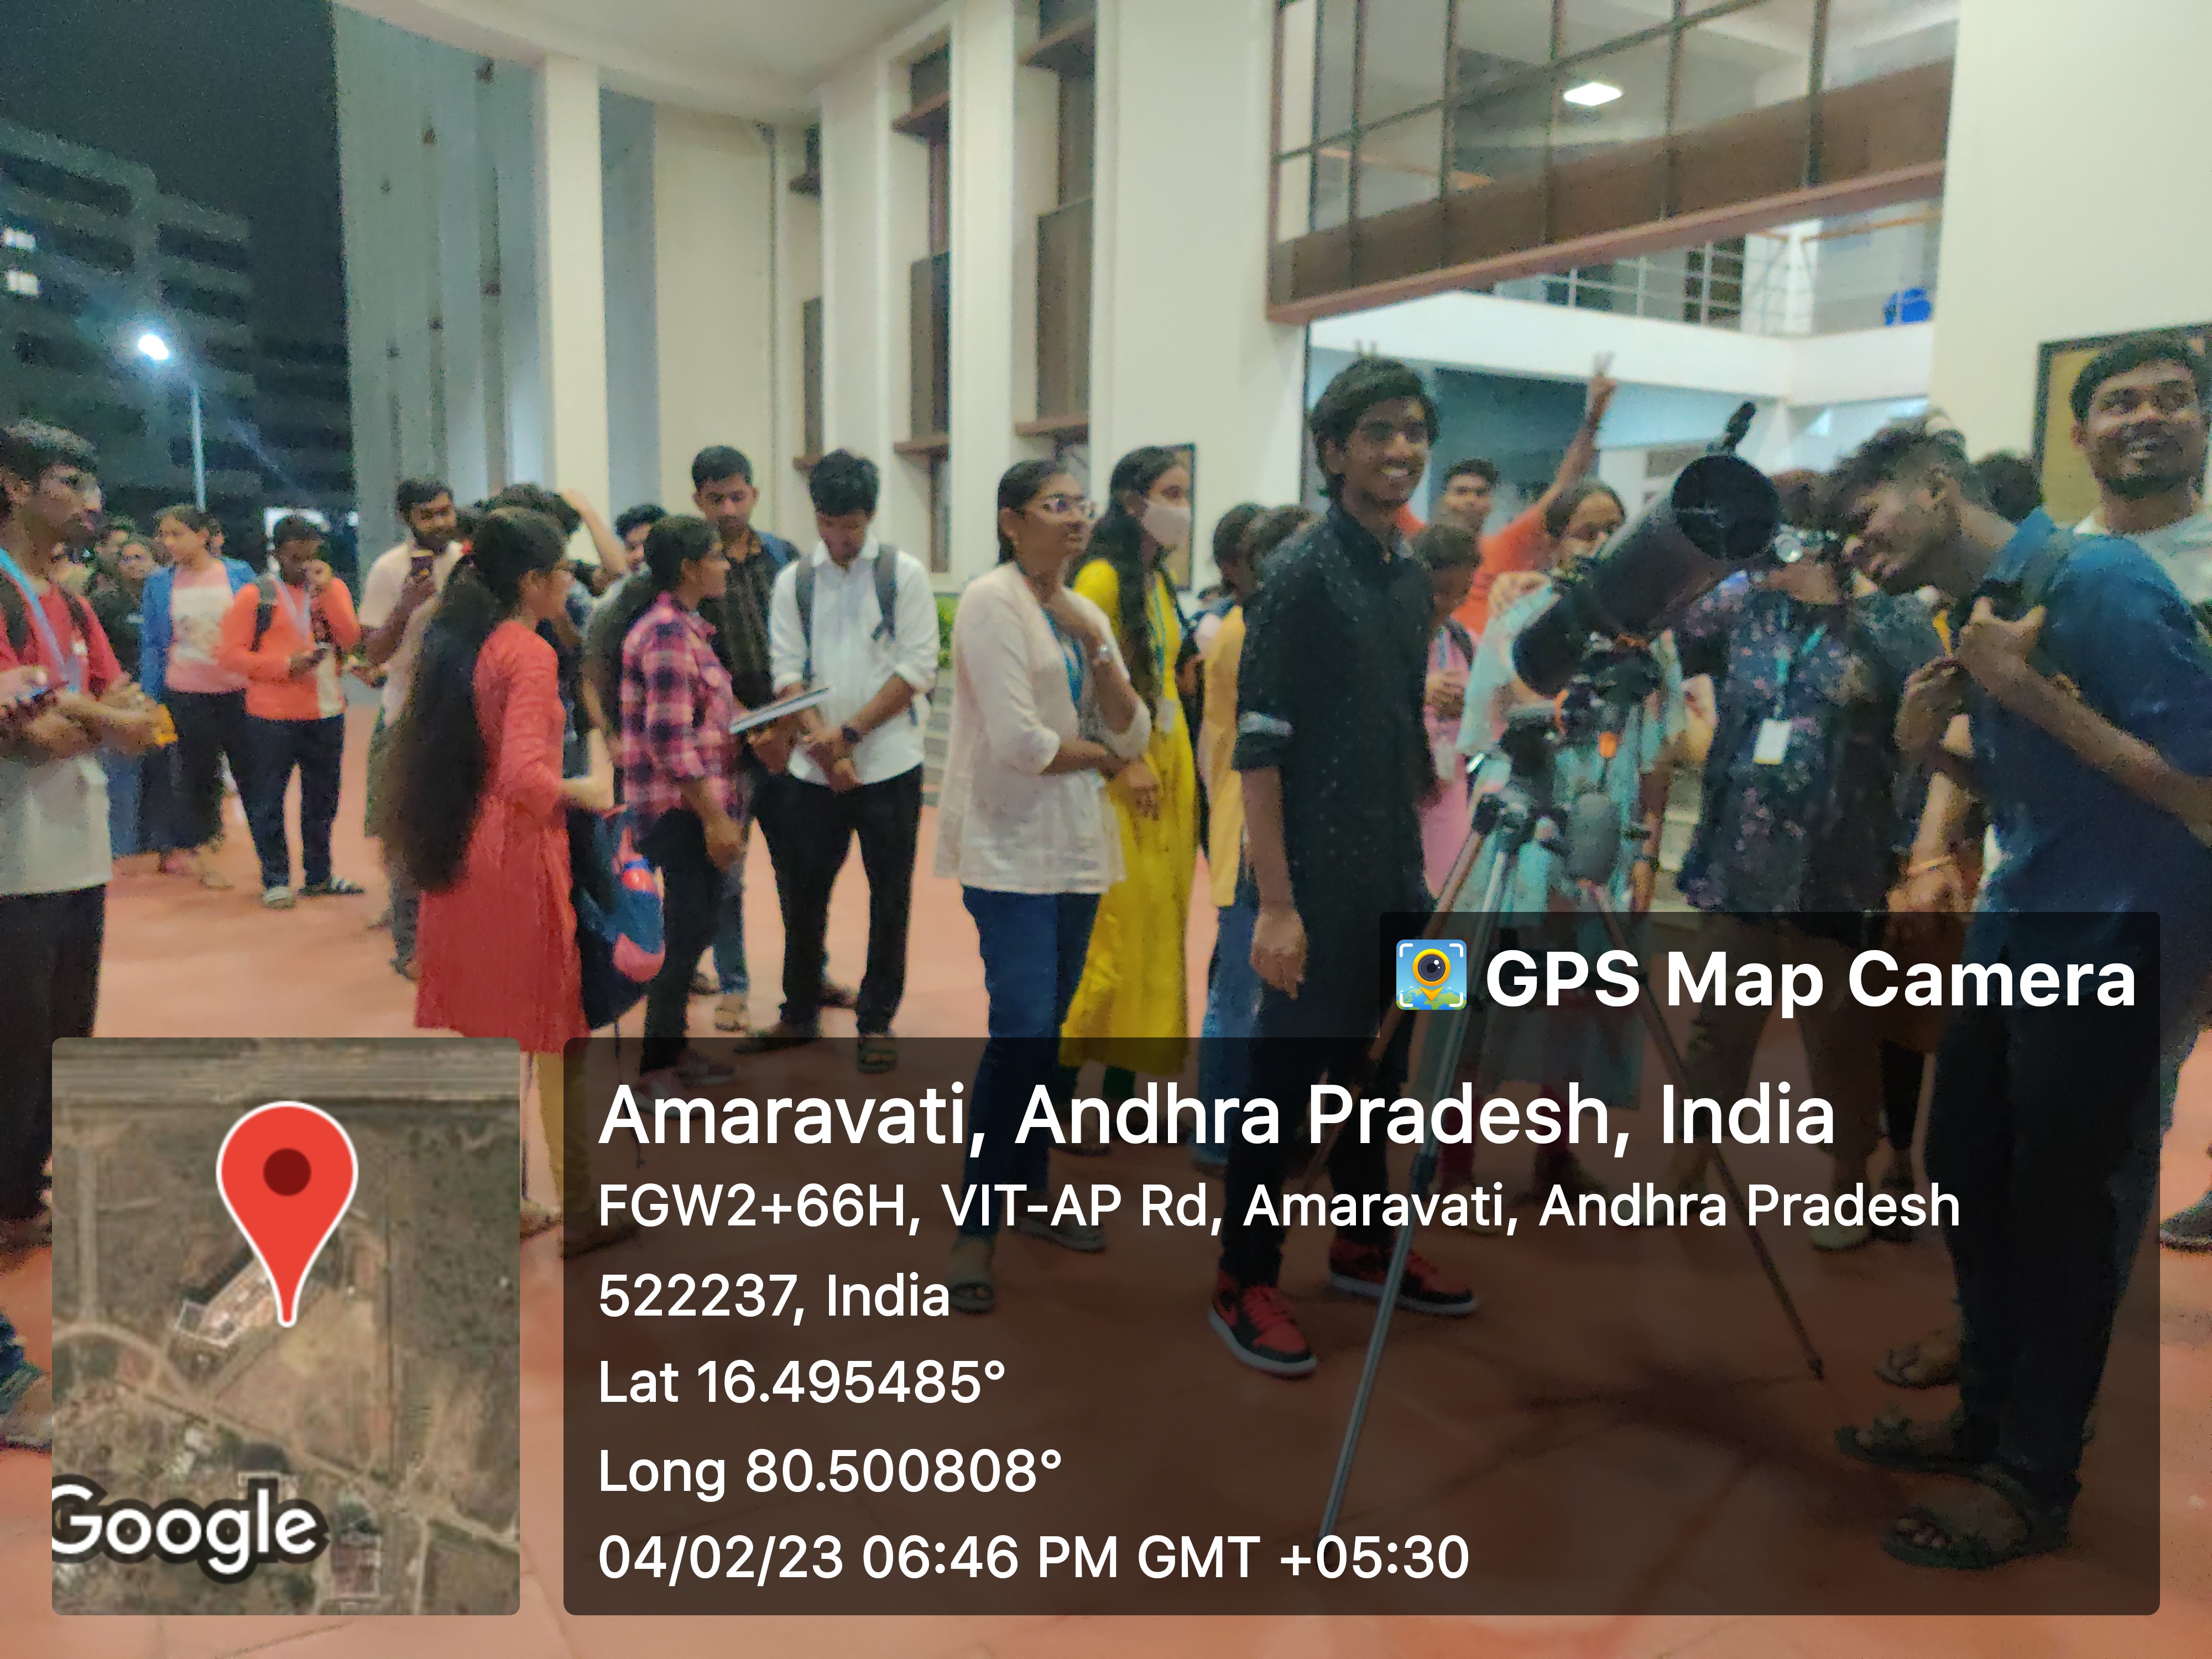 GPS Map Camera
Amaravati, Andhra Pradesh, India
FGW2+66H, VIT-AP Rd, Amaravati, Andhra Pradesh
522237, India
Lat 16.495485°
Long 80.500808°
04/02/23 06:46 PM GMT +05:30
Google